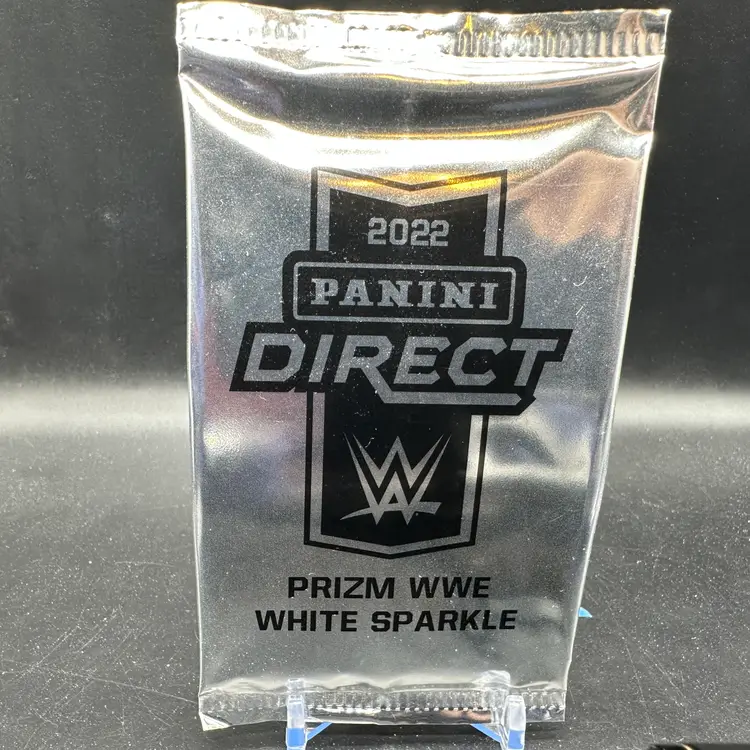 2022
PANINI
DIRECT
W
PRIZM WWE
WHITE SPARKLE